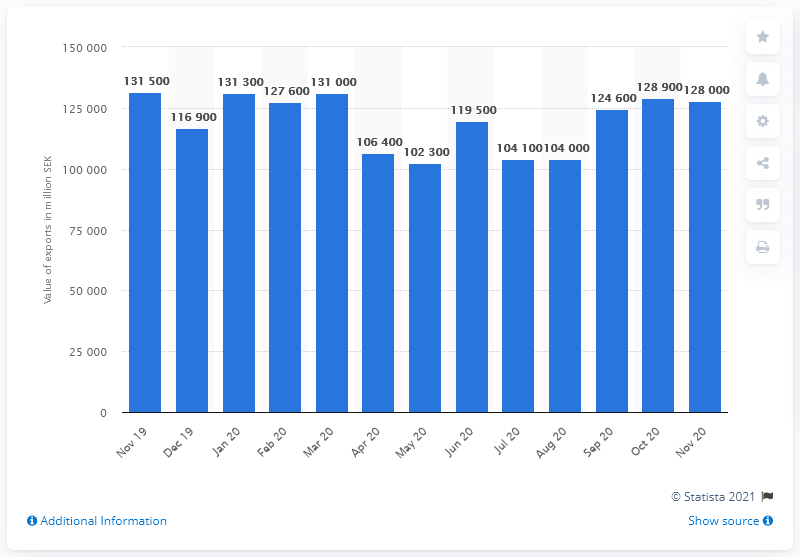 150 000
125 000
100 000
75 000
50 000
25 000
0
Value of exports in million SEK
131 500
116 900
131 300
127 600
131 000
106 400
102 300
119 500
104 100
104 000
124 600
128 900
128 000
Nov 19
Dec 19
Jan 20
Feb 20
Mar 20
Apr 20
May 20
Jun 20
Jul 20
Aug 20
Sep 20
Oct 20
Nov 20
© Statista 2021
Additional Information
Show source